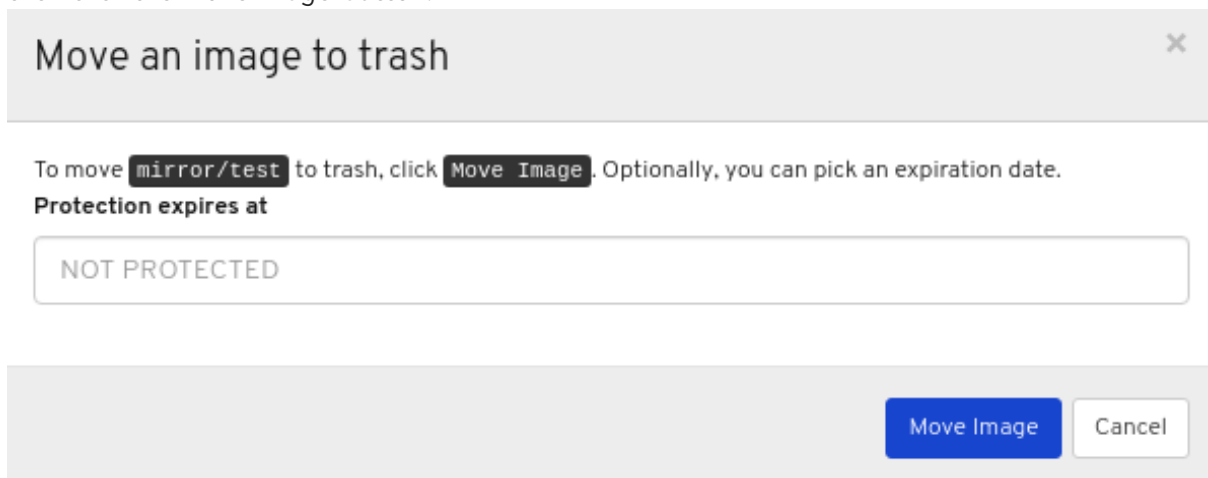 Move an image to trash
×
To move mirror/test to trash, click Move Image. Optionally, you can pick an expiration date.
Protection expires at
NOT PROTECTED
Move Image
Cancel